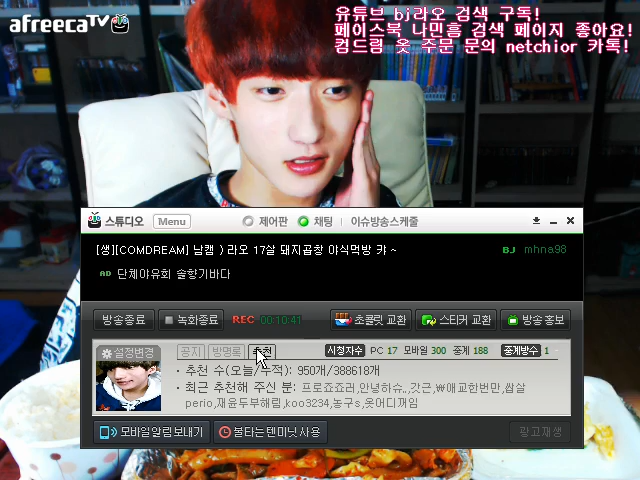 afreecaTV
유튜브 bj라오 검색 구독!
페이스북 나민흠 검색 페이지 좋아요!
컴드림 옷 주문 문의 netchior 카톡!
스튜디오 Menu 제어판 채팅 이슈방송스케줄
[생][COMDREAM] 남캠 ) 라오 17살 돼지곱창 야식먹방 캬 ~ BJ mhna98
AD 단체야유회 솔향기바다
방송종료 녹화종료 REC 00:10:41 초콜릿 교환 스티커 교환 방송 홍보
설정변경 공지 방명록 추천 시청자수 PC 17 모바일 300 중계 188 중계방수 1
· 추천 수(오늘/누적): 950개/388618개
· 최근 추천해 주신 분: 프로죠죠러,안녕하슈.,갓근,₩애교한번만,쌉살
perio,재윤두부해림,koo3234,농구s,옷어디꺼임
모바일 알림 보내기 불타는 텐미닛 사용 광고재생